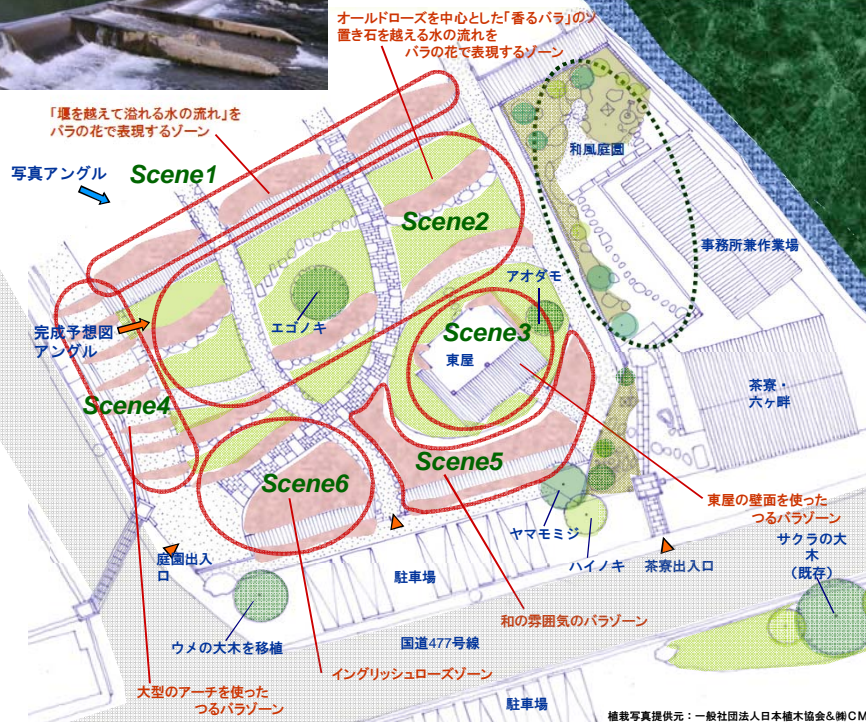 オールドローズを中心とした「香るバラ」のゾ
置き石を越える水の流れを
バラの花で表現するゾーン
「堰を越えて溢れる水の流れ」を
バラの花で表現するゾーン
写真アングル
Scene1
和風庭園
Scene2
事務所兼作業場
アオダモ
エゴノキ
完成予想図
アングル
Scene3
東屋
茶寮・
六ヶ畔
Scene4
Scene5
Scene6
東屋の壁面を使った
つるバラゾーン
ヤマモミジ
サクラの大
木
(既存)
庭園出入
口
ハイノキ
茶寮出入口
駐車場
和の雰囲気のバラゾーン
ウメの大木を移植
国道477号線
イングリッシュローズゾーン
大型のアーチを使った
つるバラゾーン
駐車場
植栽写真提供元：一般社団法人日本植木協会&㈱CM